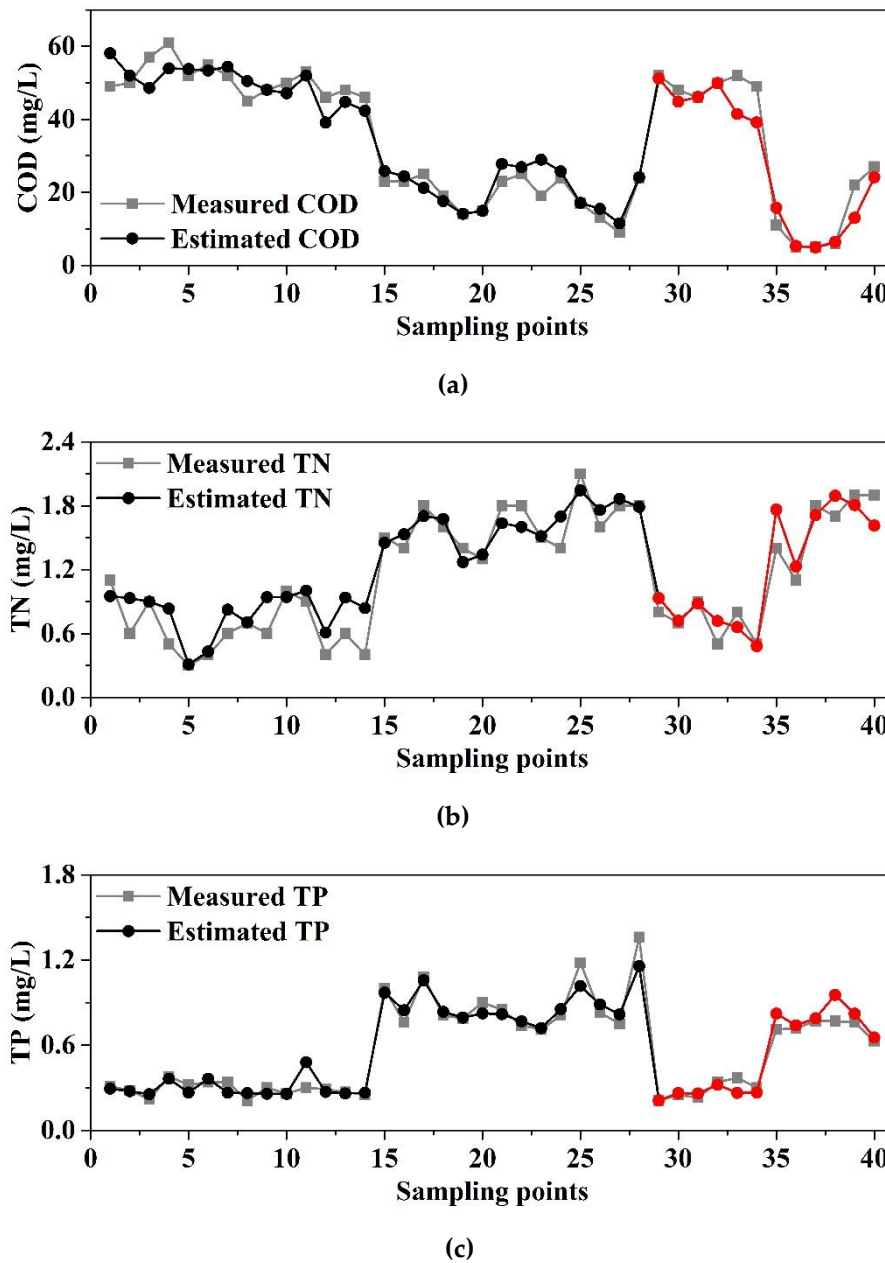 60
40
20
0
COD (mg/L)
Measured COD
Estimated COD
0 5 10 15 20 25 30 35 40
Sampling points
(a)
2.4
1.8
1.2
0.6
0.0
TN (mg/L)
Measured TN
Estimated TN
0 5 10 15 20 25 30 35 40
Sampling points
(b)
1.8
1.2
0.6
0.0
TP (mg/L)
Measured TP
Estimated TP
0 5 10 15 20 25 30 35 40
Sampling points
(c)